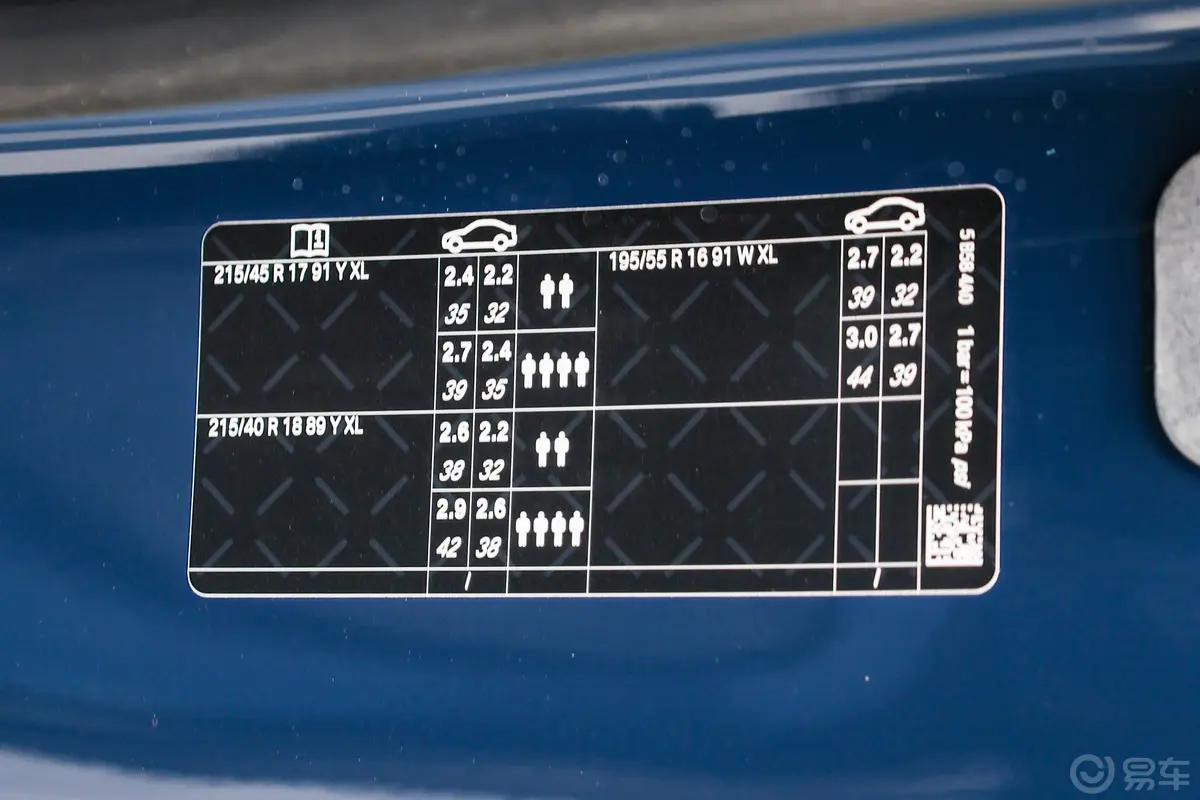 1
215/45 R 17 91 Y XL
2.4 2.2
35 32
2.7 2.4
39 35
195/55 R 16 91 W XL
2.7 2.2
39 32
3.0 2.7
44 39
215/40 R 18 89 Y XL
2.6 2.2
38 32
2.9 2.6
42 38
/ /
5B5B4A0 1 bar = 100 kPa psi
易车